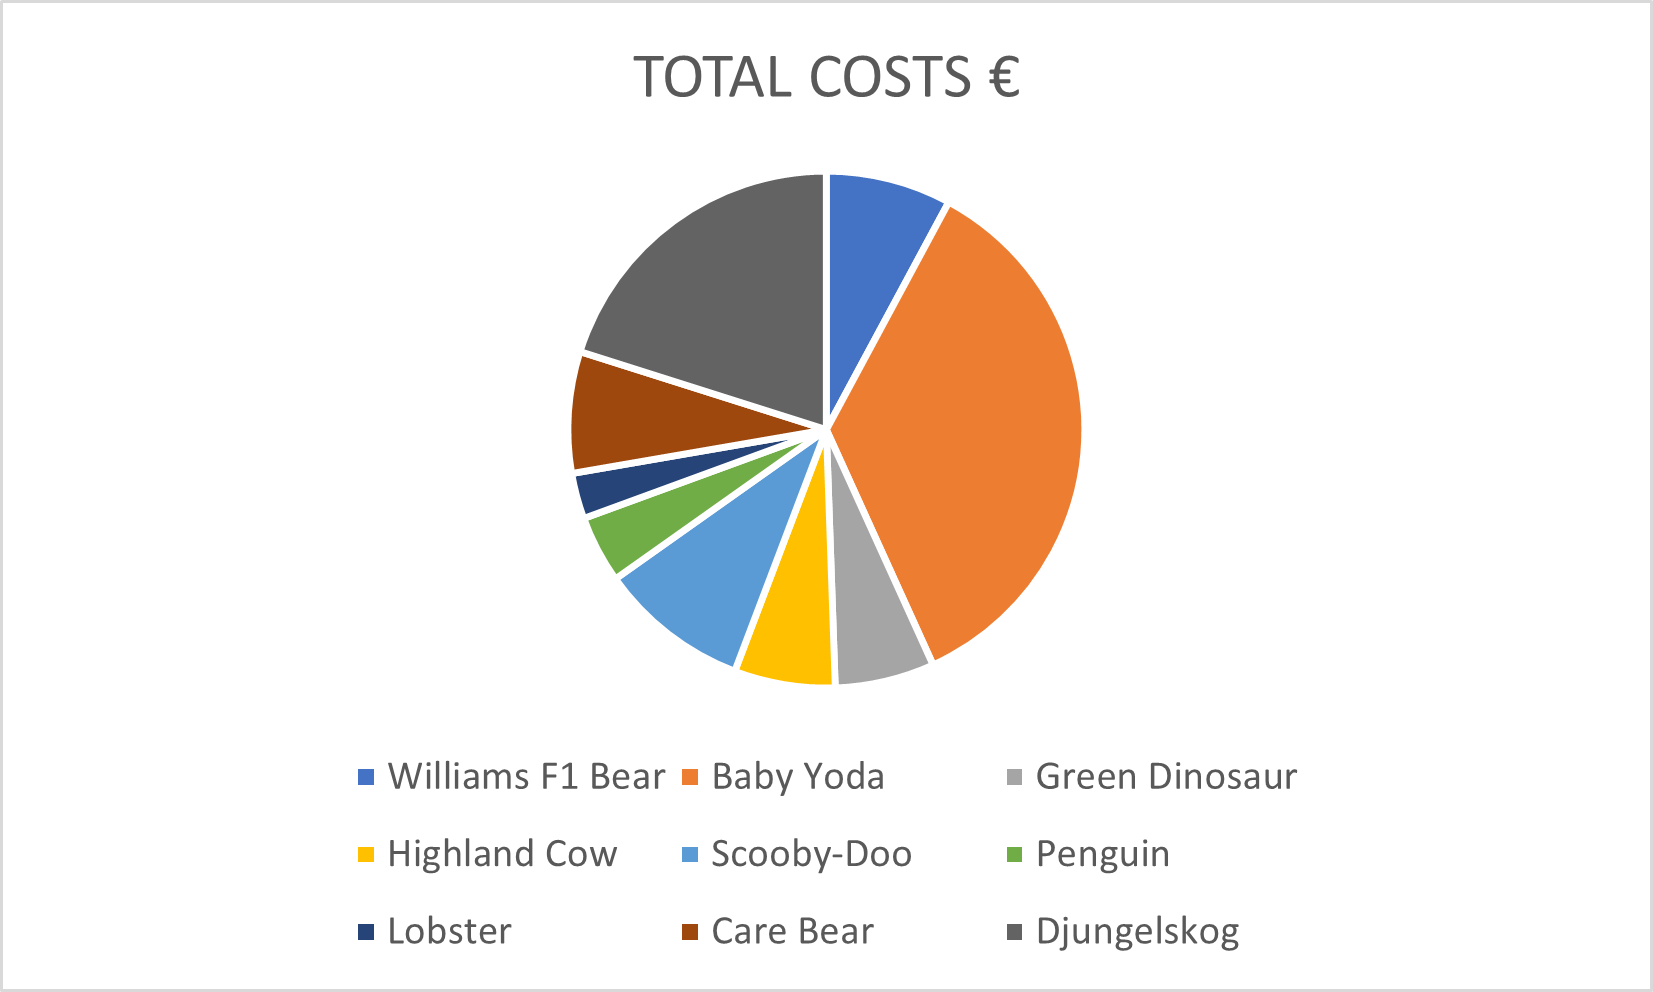 TOTAL COSTS €
Williams F1 Bear Baby Yoda Green Dinosaur
Highland Cow Scooby-Doo Penguin
Lobster Care Bear Djungelskog